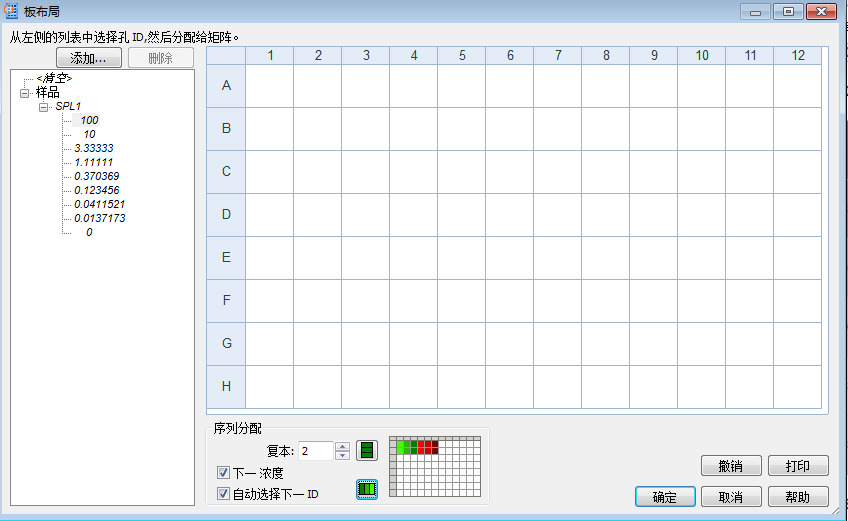 板布局
从左侧的列表中选择孔 ID,然后分配给矩阵。
添加... 删除
<清空>
样品
SPL1
100
10
3.33333
1.11111
0.370369
0.123456
0.0411521
0.0137173
0
1 2 3 4 5 6 7 8 9 10 11 12
A
B
C
D
E
F
G
H
序列分配
复本: 2
下一 浓度
自动选择下一 ID
撤销 打印
确定 取消 帮助